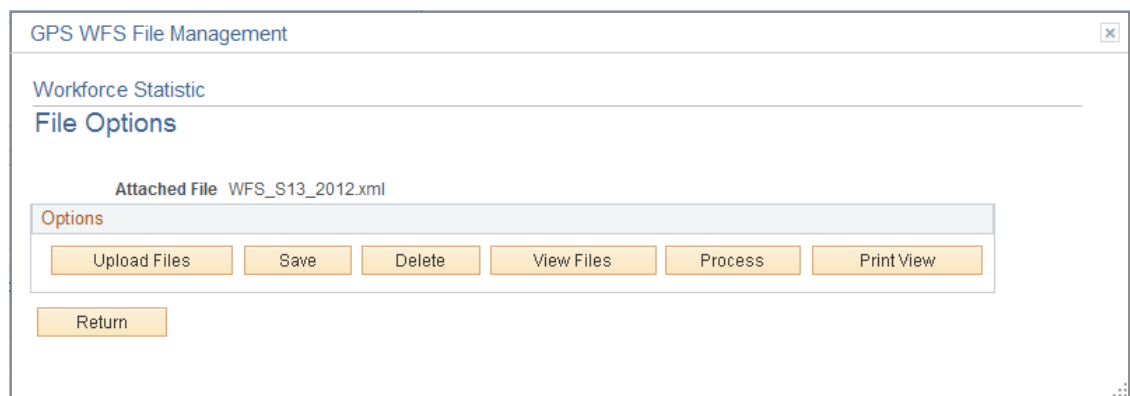 GPS WFS File Management
Workforce Statistic
File Options
Attached File WFS_S13_2012.xml
Options
Upload Files Save Delete View Files Process Print View
Return